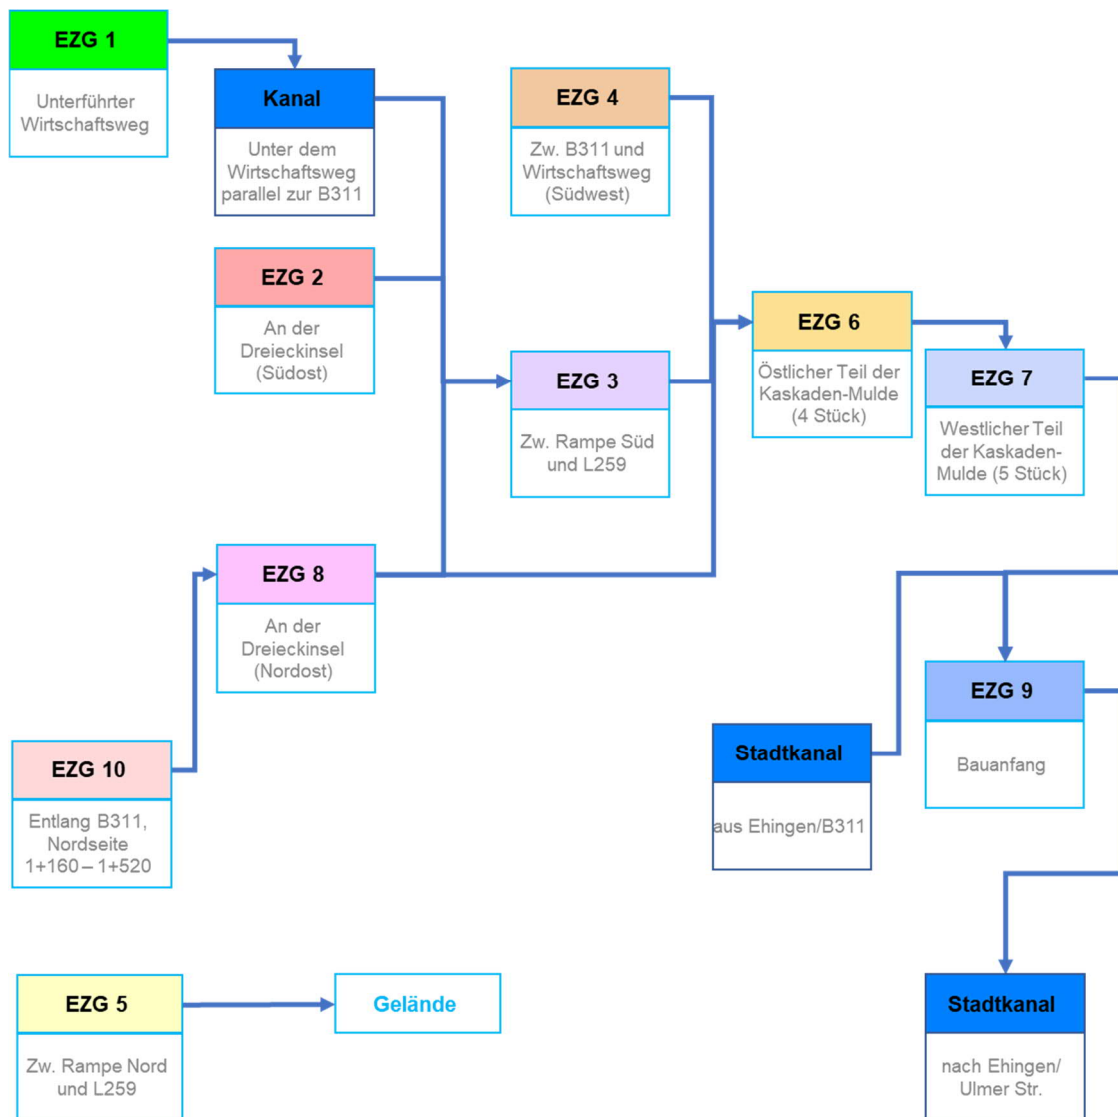 EZG 1
Unterführter
Wirtschaftsweg
Kanal
Unter dem
Wirtschaftsweg
parallel zur B311
EZG 4
Zw. B311 und
Wirtschaftsweg
(Südwest)
EZG 2
An der
Dreieckinsel
(Südost)
EZG 3
Zw. Rampe Süd
und L259
EZG 6
Östlicher Teil der
Kaskaden-Mulde
(4 Stück)
EZG 7
Westlicher Teil
der Kaskaden-
Mulde (5 Stück)
EZG 8
An der
Dreieckinsel
(Nordost)
EZG 9
Bauanfang
Stadtkanal
aus Ehingen/B311
EZG 10
Entlang B311,
Nordseite
1+160 – 1+520
EZG 5
Zw. Rampe Nord
und L259
Gelände
Stadtkanal
nach Ehingen/
Ulmer Str.